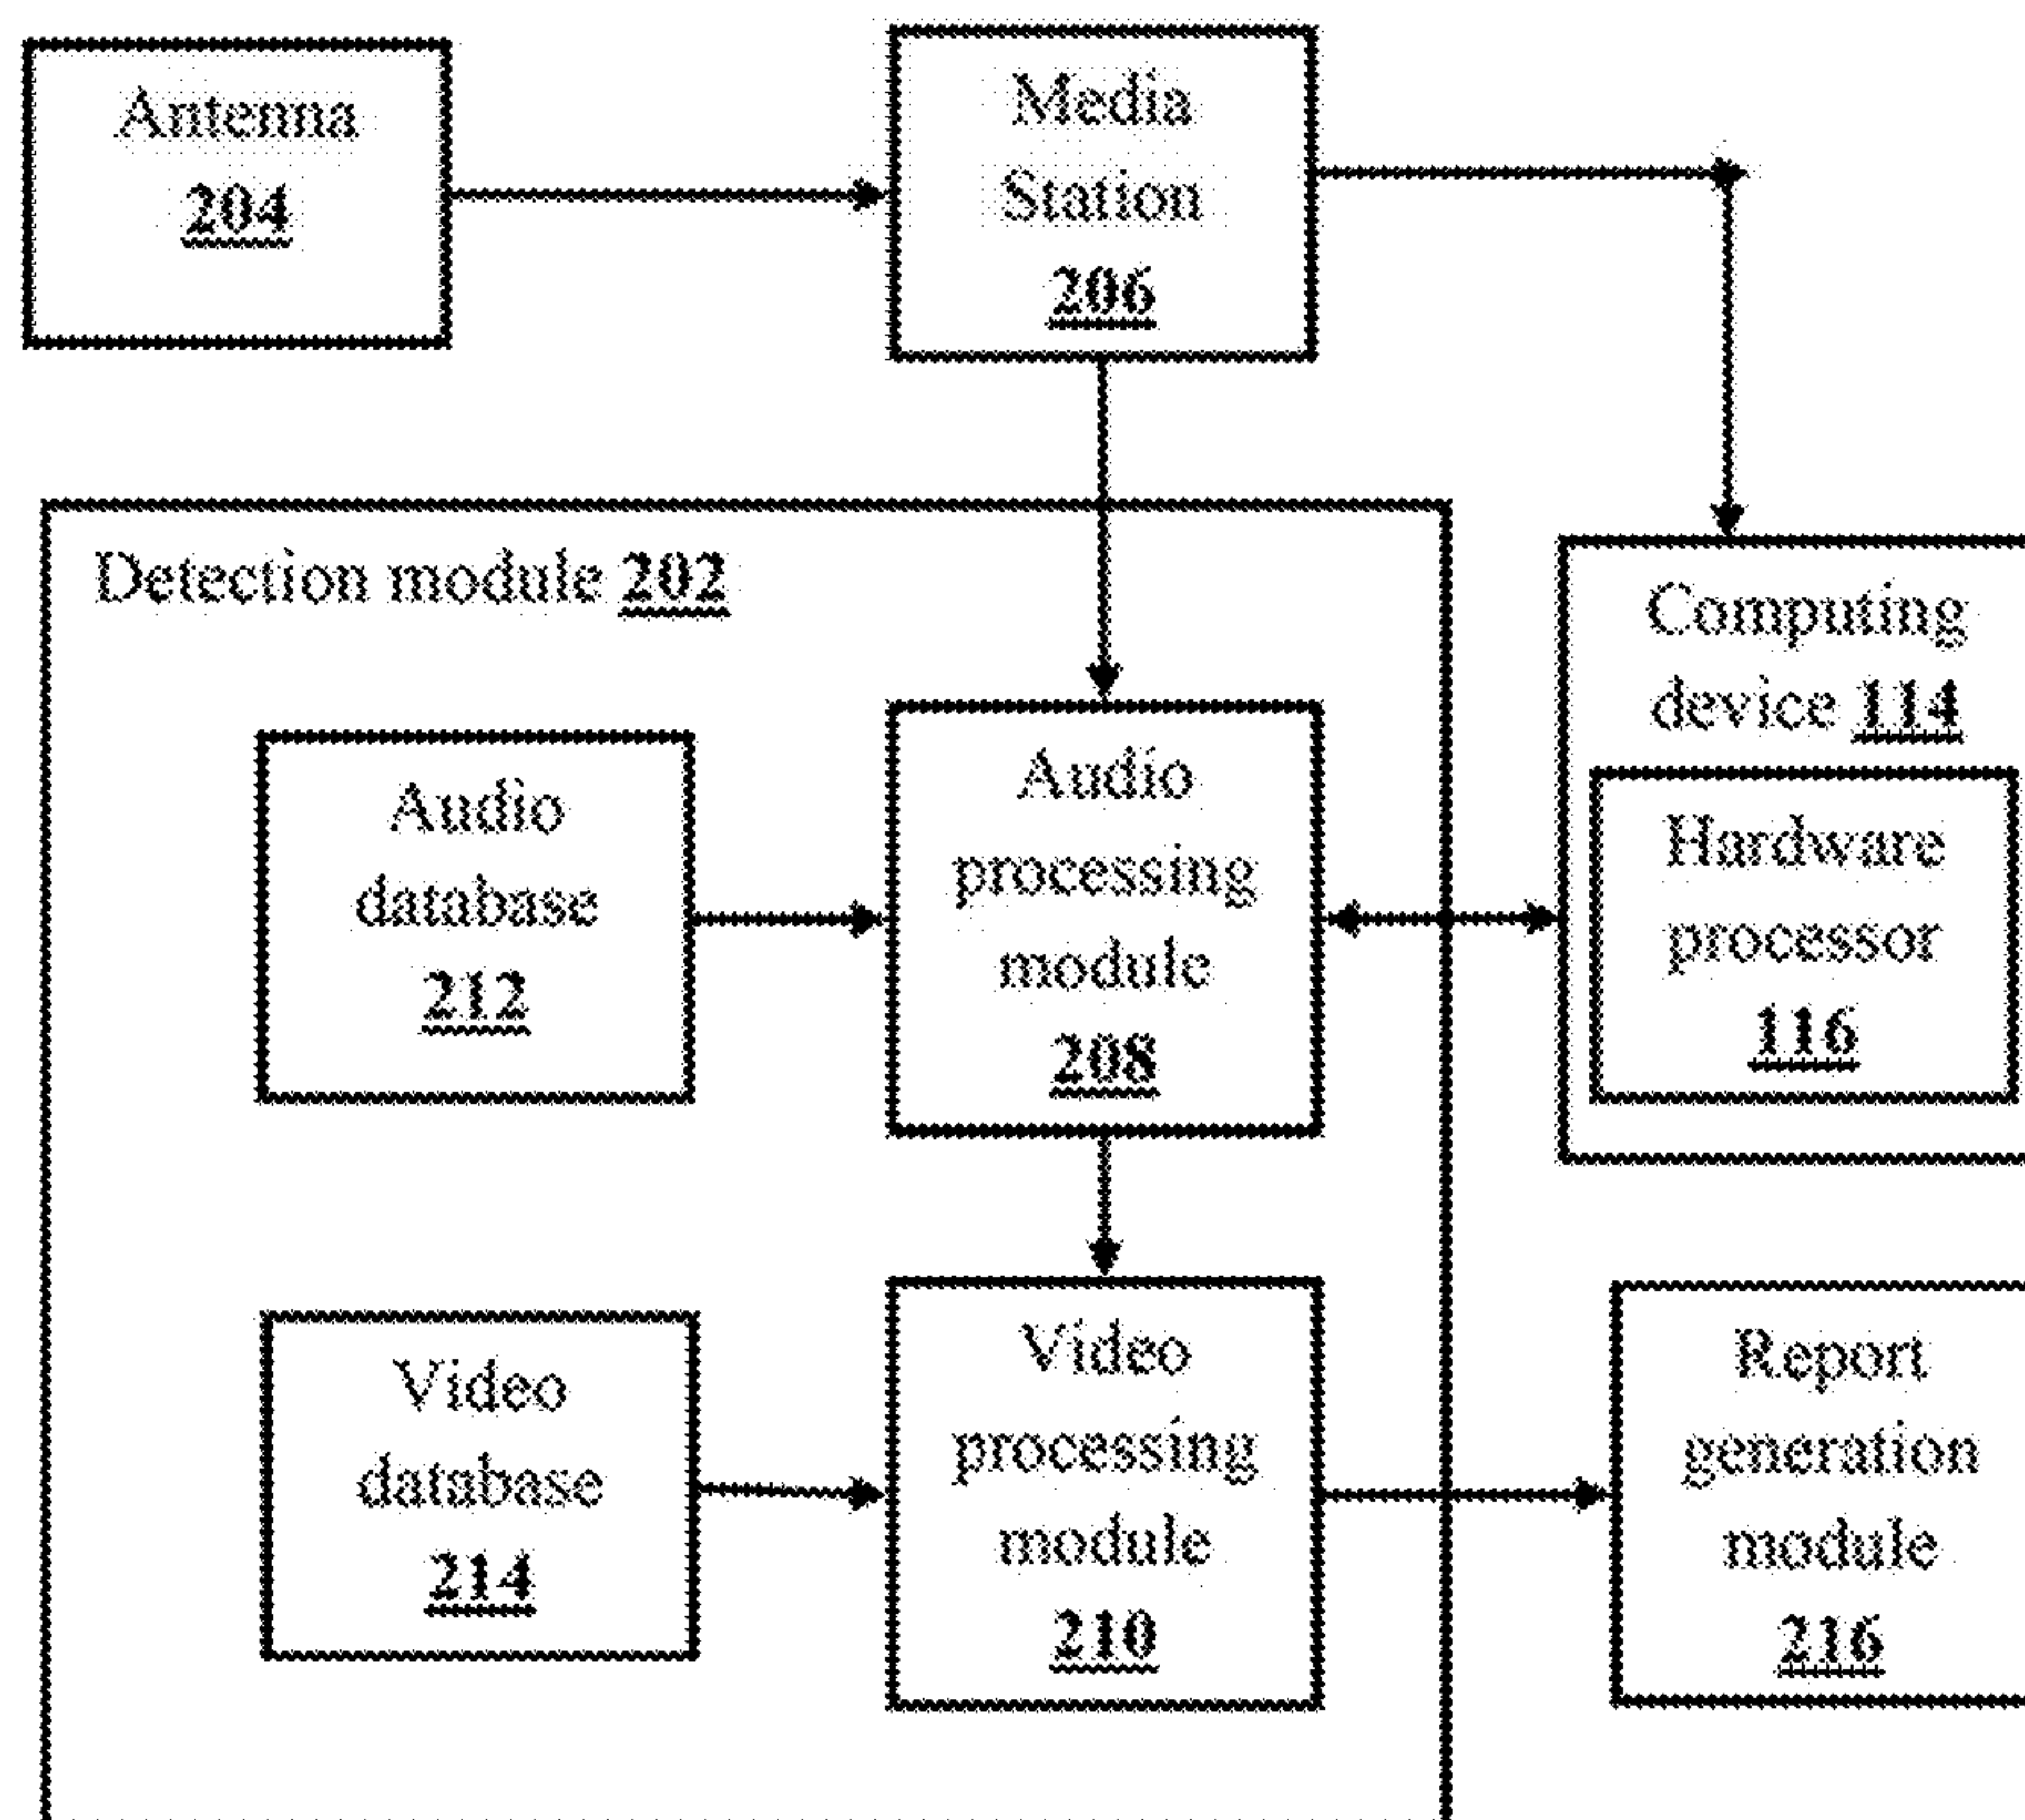 Antenna
204
Media
Station
206
Detection module 202
Computing
device 114
Hardware
processor
116
Audio
database
212
Audio
processing
module
208
Video
database
214
Video
processing
module
210
Report
generation
module
216